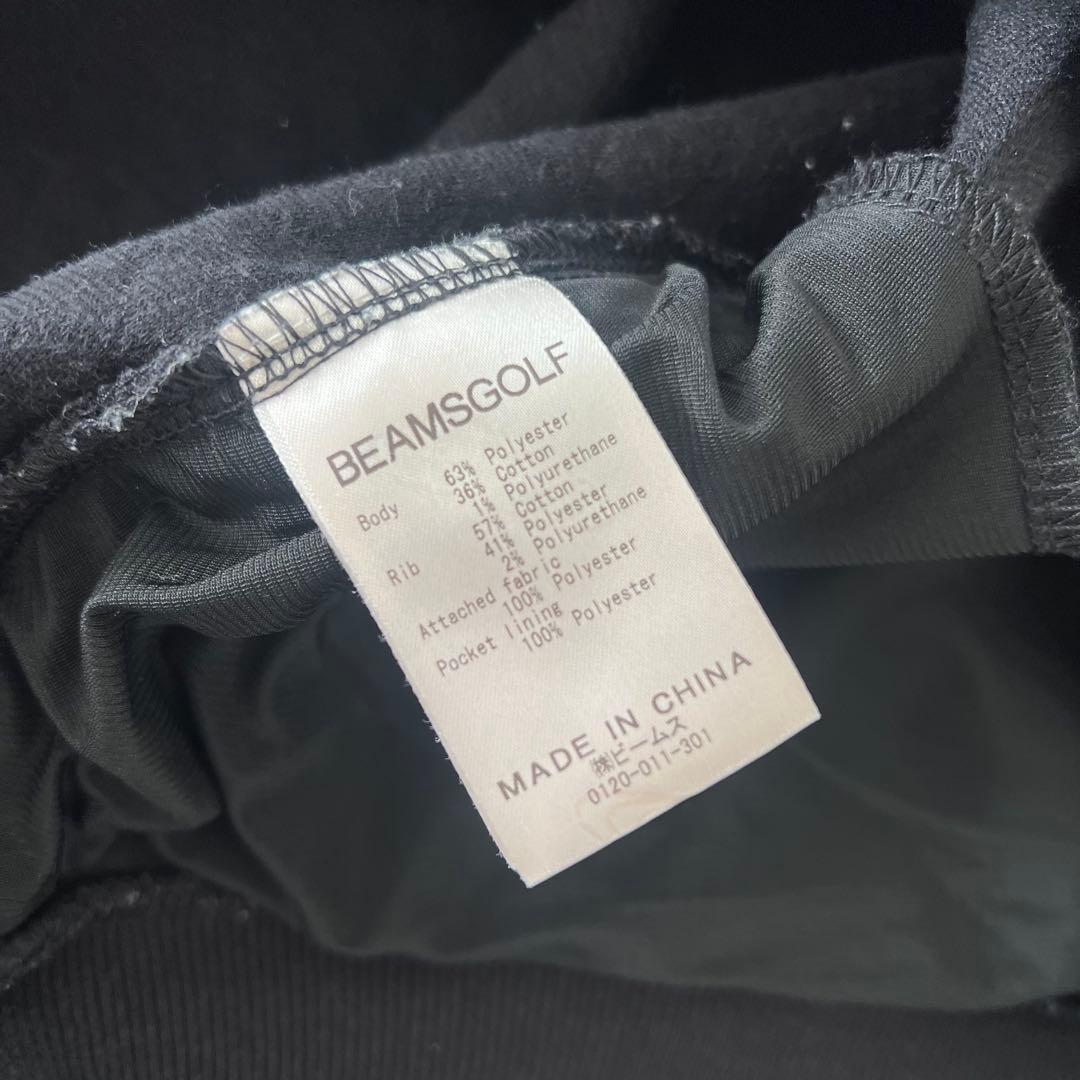 BEAMSGOLF
Body 63% Polyester
36% Cotton
1% Polyurethane
Rib 57% Cotton
41% Polyester
2% Polyurethane
Attached fabric
100% Polyester
Pocket lining
100% Polyester
MADE IN CHINA
㈱ビームス
0120-011-301